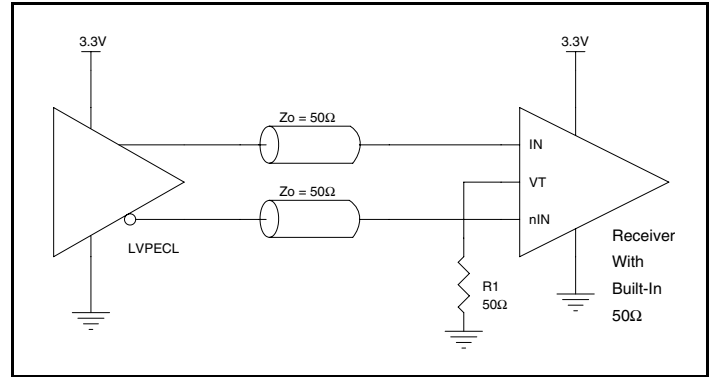 3.3V
3.3V
Zo = 50Ω
IN
VT
Zo = 50Ω
nIN
LVPECL
Receiver
With
Built-In
50Ω
R1
50Ω